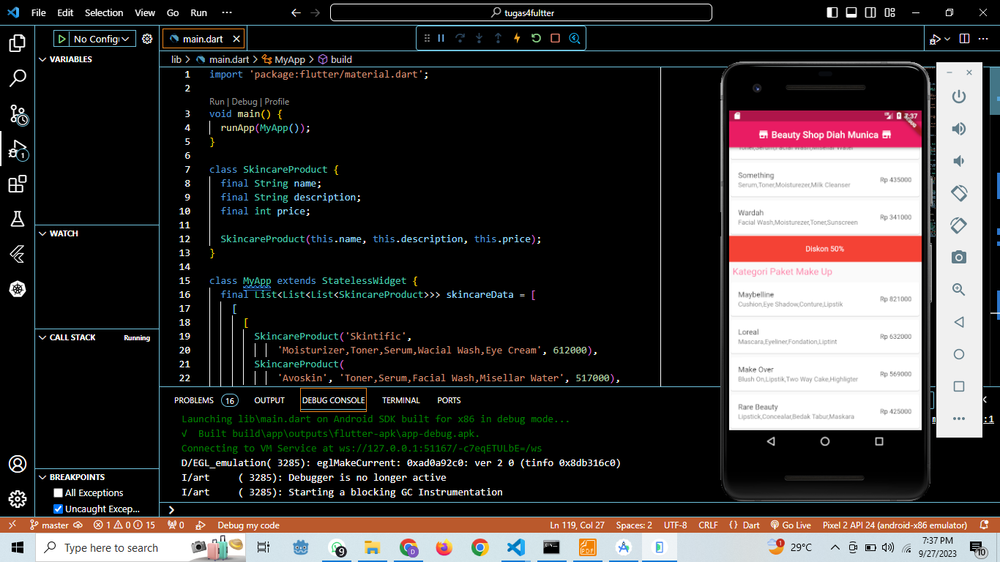 File Edit Selection View Go Run ··· tugas4fultter
No Config
main.dart
VARIABLES
lib > main.dart > MyApp > build
1 import 'package:flutter/material.dart';
2
Run | Debug | Profile
3 void main() {
4 runApp(MyApp());
5 }
6
7 class SkincareProduct {
8 final String name;
9 final String description;
10 final int price;
11
12 SkincareProduct(this.name, this.description, this.price);
13 }
14
15 class MyApp extends StatelessWidget {
16 final List<List<List<SkincareProduct>>> skincareData = [
17 [
18 [
19 SkincareProduct('Skintific',
20 'Moisturizer,Toner,Serum,Wacial Wash,Eye Cream', 612000),
21 SkincareProduct(
22 'Avoskin', 'Toner,Serum,Facial Wash,Misellar Water', 517000),
WATCH
CALL STACK Running
BREAKPOINTS
All Exceptions
Uncaught Excep...
PROBLEMS 16 OUTPUT DEBUG CONSOLE TERMINAL PORTS
Launching lib\main.dart on Android SDK built for x86 in debug mode...
√ Built build\app\outputs\flutter-apk\app-debug.apk.
Connecting to VM Service at ws://127.0.0.1:51167/-c7eqETULbE=/ws
D/EGL_emulation( 3285): eglMakeCurrent: 0xad0a92c0: ver 2 0 (tinfo 0x8db316c0)
I/art ( 3285): Debugger is no longer active
I/art ( 3285): Starting a blocking GC Instrumentation
:1
7:37
Beauty Shop Diah Munica
Toner,Serum,Facial Wash,Misellar Water
Something
Serum,Toner,Moisturezer,Milk Cleanser
Rp 435000
Wardah
Facial Wash,Moisturezer,Toner,Sunscreen
Rp 341000
Diskon 50%
Kategori Paket Make Up
Maybelline
Cushion,Eye Shadow,Conture,Lipstik
Rp 821000
Loreal
Mascara,Eyeliner,Fondation,Liptint
Rp 632000
Make Over
Blush On,Lipstik,Two Way Cake,Highligter
Rp 569000
Rare Beauty
Lipstick,Concealar,Bedak Tabur,Maskara
Rp 425000
master 1 0 15 0 Debug my code Ln 119, Col 27 Spaces: 2 UTF-8 CRLF {} Dart Go Live Pixel 2 API 24 (android-x86 emulator)
Type here to search 9 1 29°C 7:37 PM
9/27/2023 10